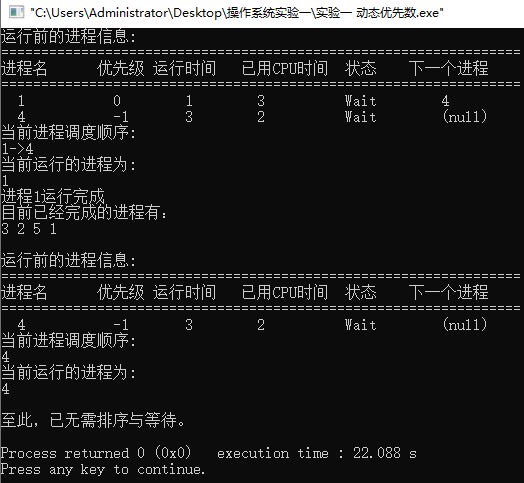 "C:\Users\Administrator\Desktop\操作系统实验一\实验一 动态优先数.exe"
运行前的进程信息:
=================================================================
进程名 优先级 运行时间 已用CPU时间 状态 下一个进程
=================================================================
1 0 1 3 Wait 4
4 -1 3 2 Wait (null)
当前进程调度顺序:
1->4
当前运行的进程为:
1
进程1运行完成
目前已经完成的进程有:
3 2 5 1
运行前的进程信息:
=================================================================
进程名 优先级 运行时间 已用CPU时间 状态 下一个进程
=================================================================
4 -1 3 2 Wait (null)
当前进程调度顺序:
4
当前运行的进程为:
4
至此，已无需排序与等待。
Process returned 0 (0x0) execution time : 22.088 s
Press any key to continue.